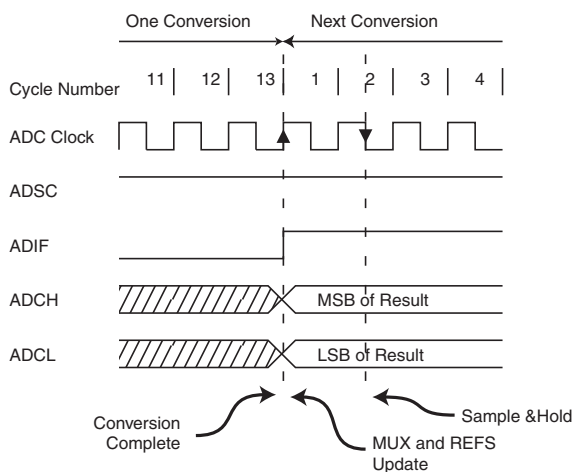 One Conversion Next Conversion
Cycle Number 11 12 13 1 2 3 4
ADC Clock
ADSC
ADIF
ADCH MSB of Result
ADCL LSB of Result
Conversion
Complete
MUX and REFS
Update
Sample &Hold